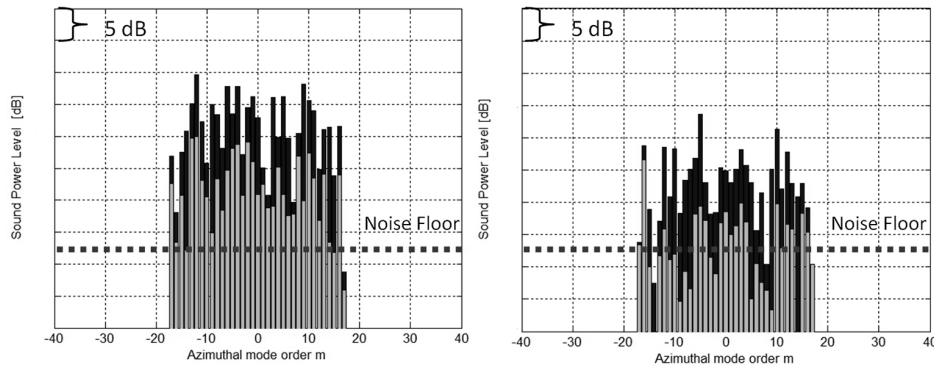 5 dB
Sound Power Level [dB]
Noise Floor
-40 -30 -20 -10 0 10 20 30 40
Azimuthal mode order m
5 dB
Sound Power Level [dB]
Noise Floor
-40 -30 -20 -10 0 10 20 30 40
Azimuthal mode order m